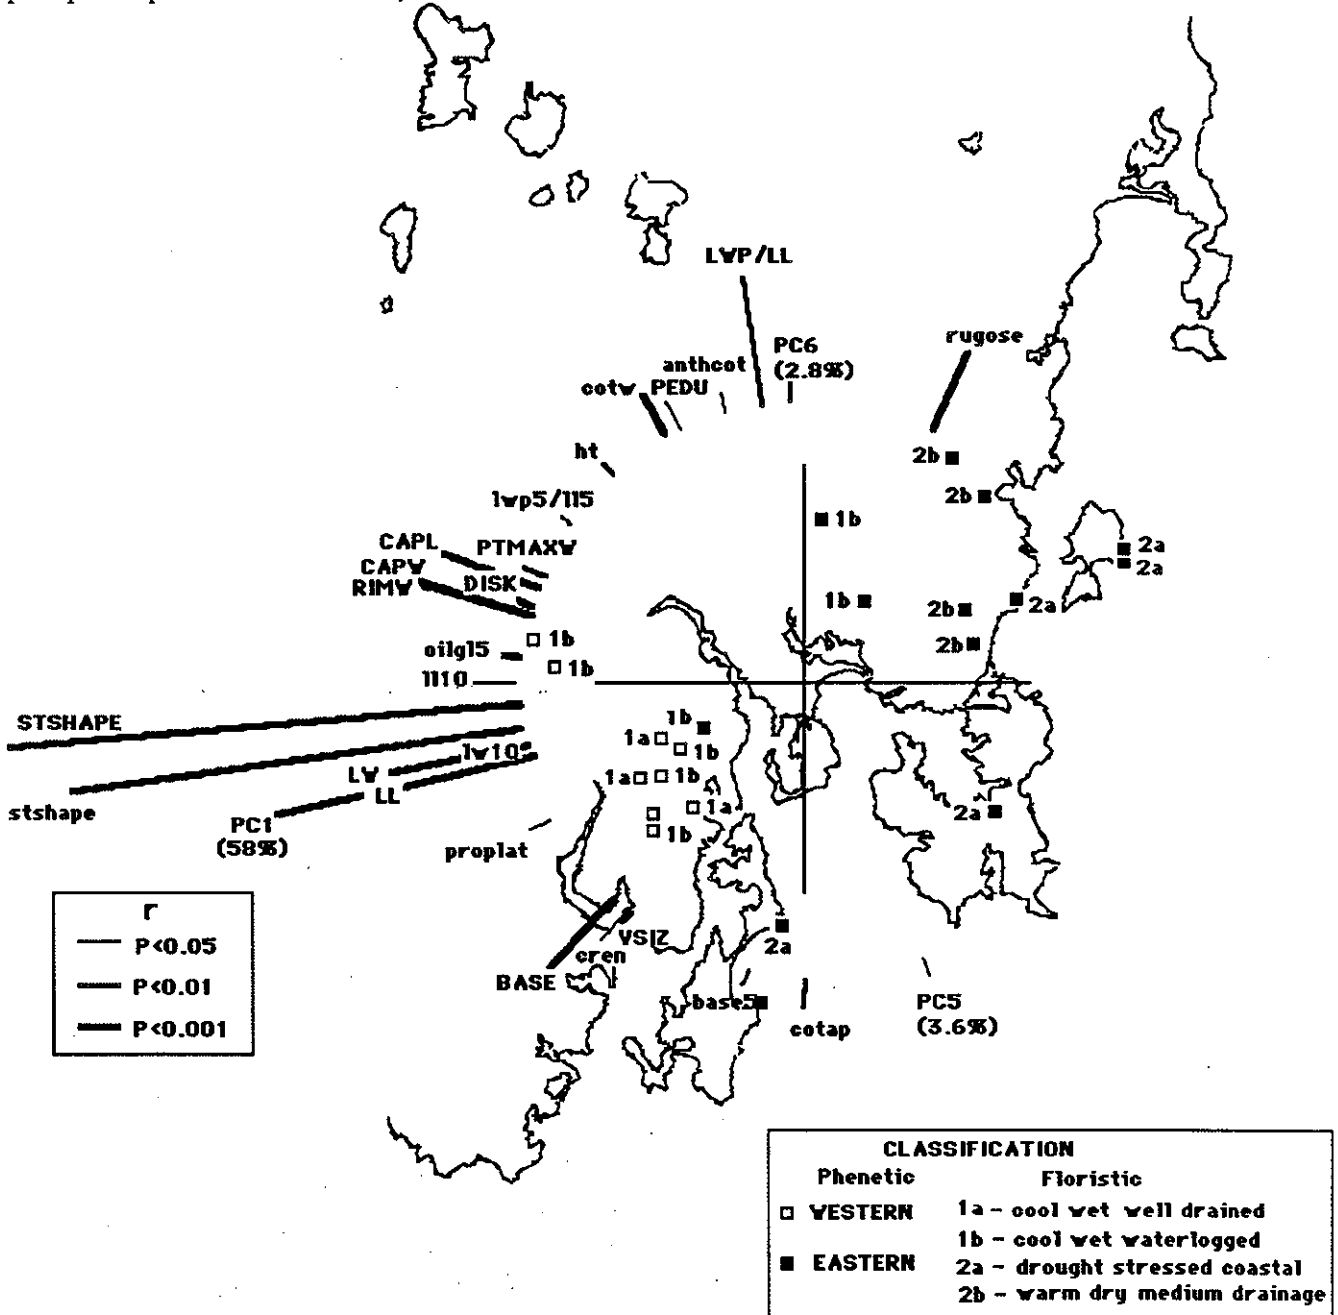 LWP/LL
PC6
(2.8%)
rugose
anthcot
cotw PEDU
ht
lwp5/ll5
CAPL
PTMAXW
CAPW
DISK
RIMW
oilgl5
ll10
STSHAPE
lw10
LW
LL
stshape
PC1
(58%)
proplat
VSIZ
cren
BASE
base5
cotap
PC5
(3.6%)
2b
2b
1b
2a
2a
1b
2b
2a
2b
1b
1b
1b
1a
1b
1a
1b
1a
1b
2a
2a
r
P<0.05
P<0.01
P<0.001
CLASSIFICATION
Phenetic Floristic
WESTERN 1a - cool wet well drained
1b - cool wet waterlogged
EASTERN 2a - drought stressed coastal
2b - warm dry medium drainage